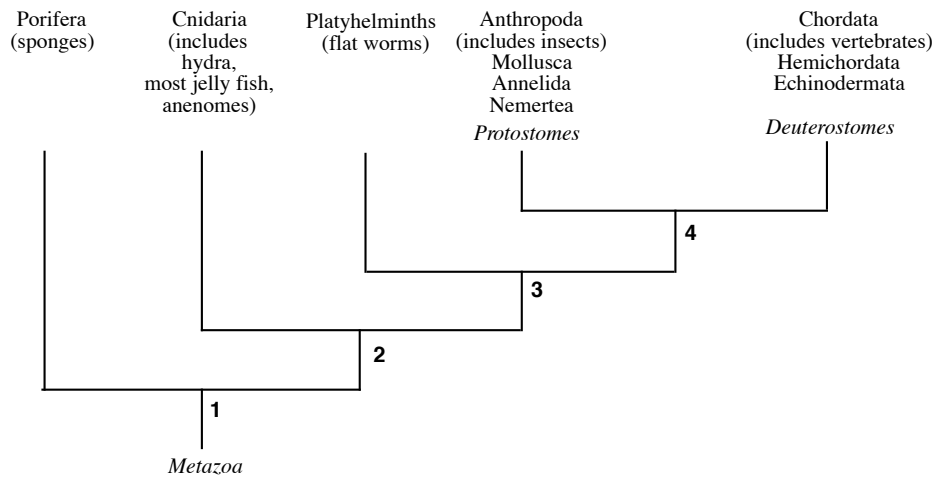 Porifera
(sponges)
Cnidaria
(includes
hydra,
most jelly fish,
anenomes)
Platyhelminths
(flat worms)
Anthropoda
(includes insects)
Mollusca
Annelida
Nemertea
Protostomes
Chordata
(includes vertebrates)
Hemichordata
Echinodermata
Deuterostomes
4
3
2
1
Metazoa